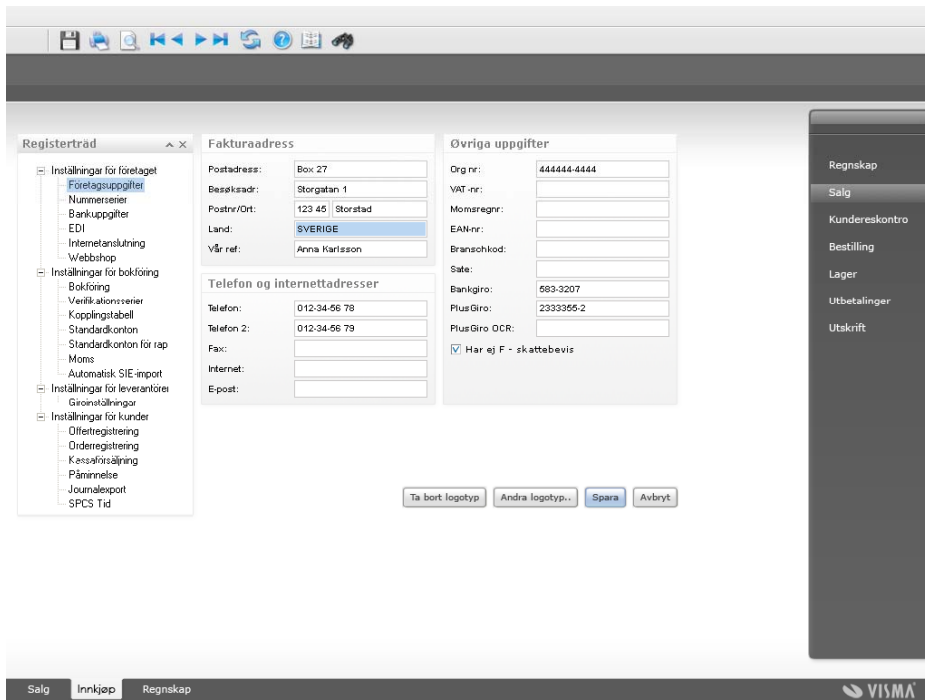 Registerträd
Inställningar för företaget
Företagsuppgifter
Nummerserier
Bankuppgifter
EDI
Internetanslutning
Webbshop
Inställningar för bokföring
Bokföring
Verifikationsserier
Kopplingstabell
Standardkonton
Standardkonton för rap
Moms
Automatisk SIE-import
Inställningar för leverantörer
Giroinställningar
Inställningar för kunder
Offertregistrering
Orderregistrering
Kassaförsäljning
Påminnelse
Journalexport
SPCS Tid
Fakturaadress
Postadress: Box 27
Besøksadr: Storgatan 1
Postnr/Ort: 123 45 Storstad
Land: SVERIGE
Vår ref: Anna Karlsson
Telefon og internettadresser
Telefon: 012-34-56 78
Telefon 2: 012-34-56 79
Fax:
Internet:
E-post:
Øvriga uppgifter
Org nr: 444444-4444
VAT-nr:
Momsregnr:
EAN-nr:
Branschkod:
Sate:
Bankgiro: 583-3207
PlusGiro: 2333355-2
PlusGiro OCR:
Har ej F - skattebevis
Ta bort logotyp Andra logotyp.. Spara Avbryt
Regnskap
Salg
Kundereskontro
Bestilling
Lager
Utbetalinger
Utskrift
Salg Innkjøp Regnskap
VISMA